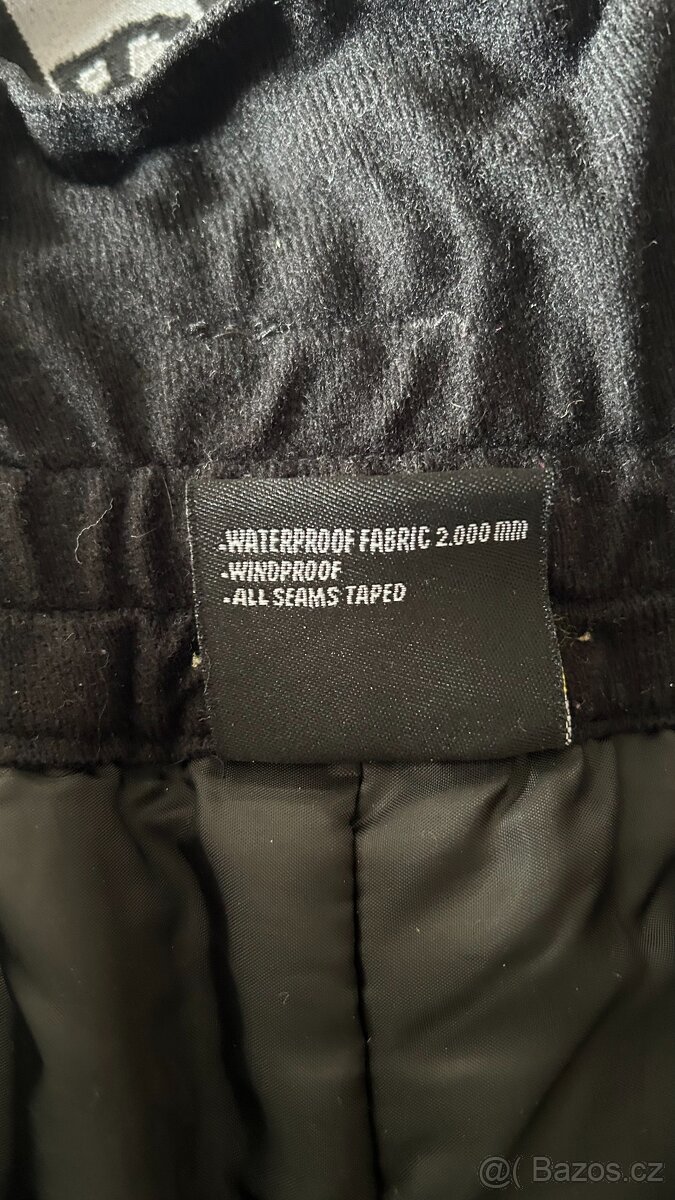 -WATERPROOF FABRIC 2.000 mm
-WINDPROOF
-ALL SEAMS TAPED
@( Bazos.cz